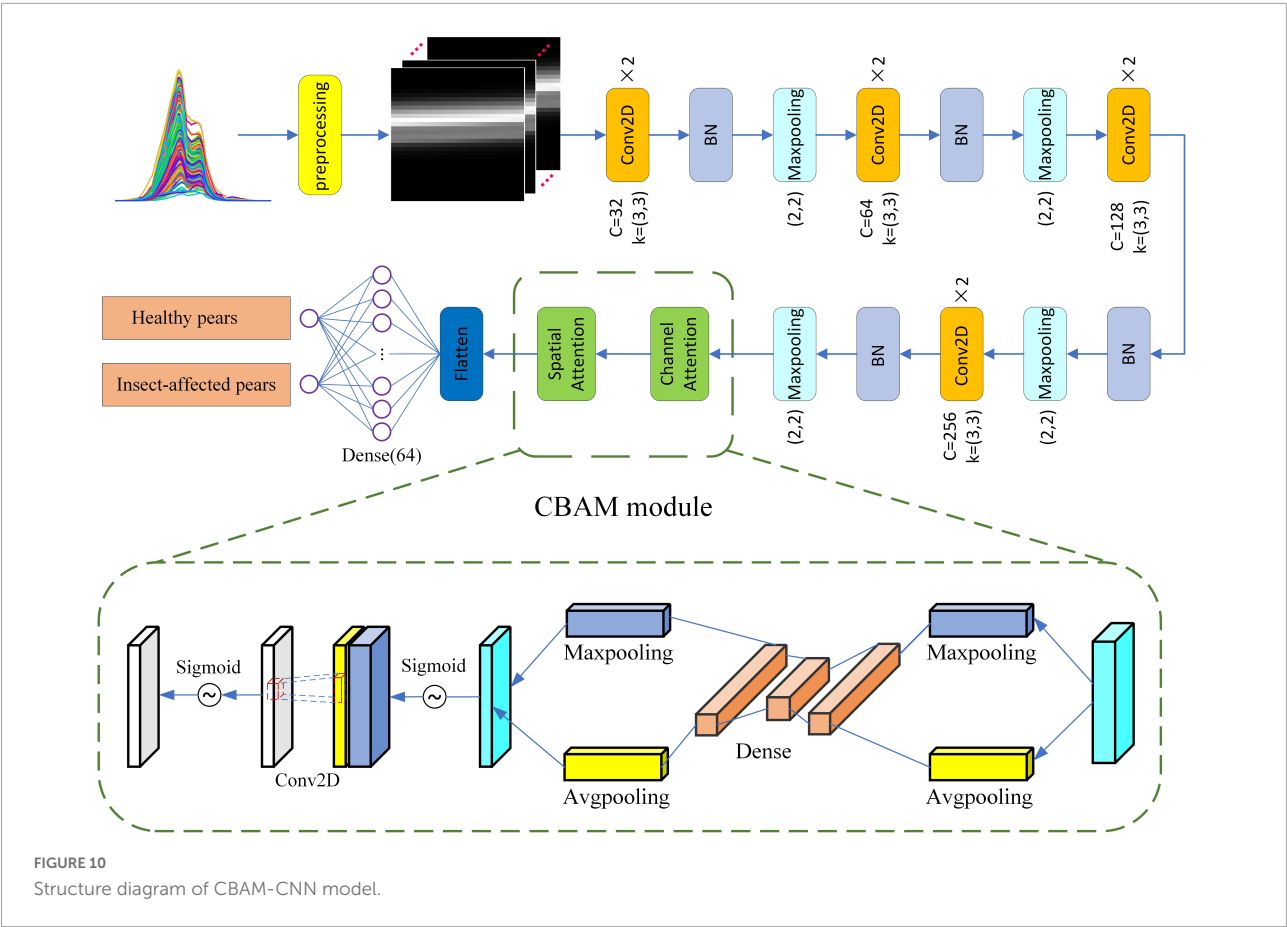 preprocessing
Conv2D
×2
C=32
k=(3,3)
BN
Maxpooling
(2,2)
Conv2D
×2
C=64
k=(3,3)
BN
Maxpooling
(2,2)
Conv2D
×2
C=128
k=(3,3)
BN
Maxpooling
(2,2)
Conv2D
×2
C=256
k=(3,3)
BN
Maxpooling
(2,2)
Channel
Attention
Spatial
Attention
Flatten
...
Dense(64)
Healthy pears
Insect-affected pears
CBAM module
Maxpooling
Avgpooling
Dense
Maxpooling
Avgpooling
Sigmoid
~
Conv2D
Sigmoid
~
FIGURE 10
Structure diagram of CBAM-CNN model.